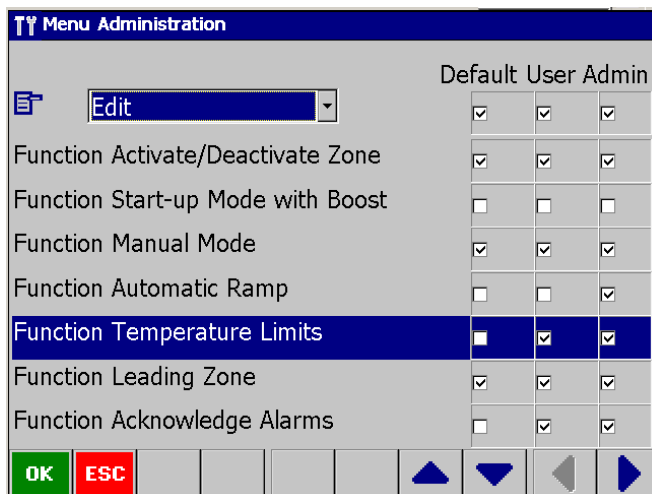 Menu Administration
Default User Admin
Edit
Function Activate/Deactivate Zone
Function Start-up Mode with Boost
Function Manual Mode
Function Automatic Ramp
Function Temperature Limits
Function Leading Zone
Function Acknowledge Alarms
OK ESC